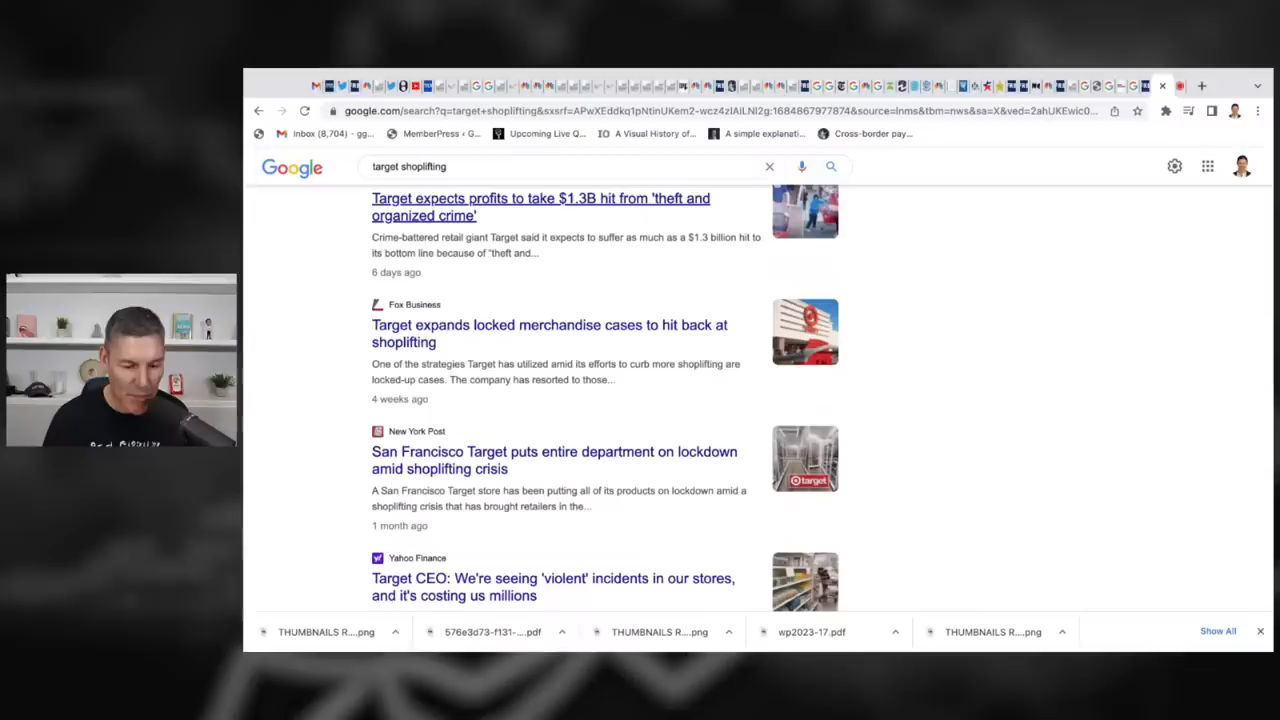 google.com/search?q=target+shoplifting&sxsrf=APwXEddkq1pNtinUKem2-wcz4zIAiLNI2g:1684867977874&source=lnms&tbm=nws&sa=X&ved=2ahUKEwic0...
Inbox (8,704) - gg... MemberPress ‹ G... Upcoming Live Q... IO A Visual History of... A simple explanati... Cross-border pay...
Google target shoplifting
Target expects profits to take $1.3B hit from 'theft and
organized crime'
Crime-battered retail giant Target said it expects to suffer as much as a $1.3 billion hit to
its bottom line because of "theft and...
6 days ago
Fox Business
Target expands locked merchandise cases to hit back at
shoplifting
One of the strategies Target has utilized amid its efforts to curb more shoplifting are
locked-up cases. The company has resorted to those...
4 weeks ago
New York Post
San Francisco Target puts entire department on lockdown
amid shoplifting crisis
target
A San Francisco Target store has been putting all of its products on lockdown amid a
shoplifting crisis that has brought retailers in the...
1 month ago
Yahoo Finance
Target CEO: We're seeing 'violent' incidents in our stores,
and it's costing us millions
THUMBNAILS R....png 576e3d73-f131-....pdf THUMBNAILS R....png wp2023-17.pdf THUMBNAILS R....png Show All